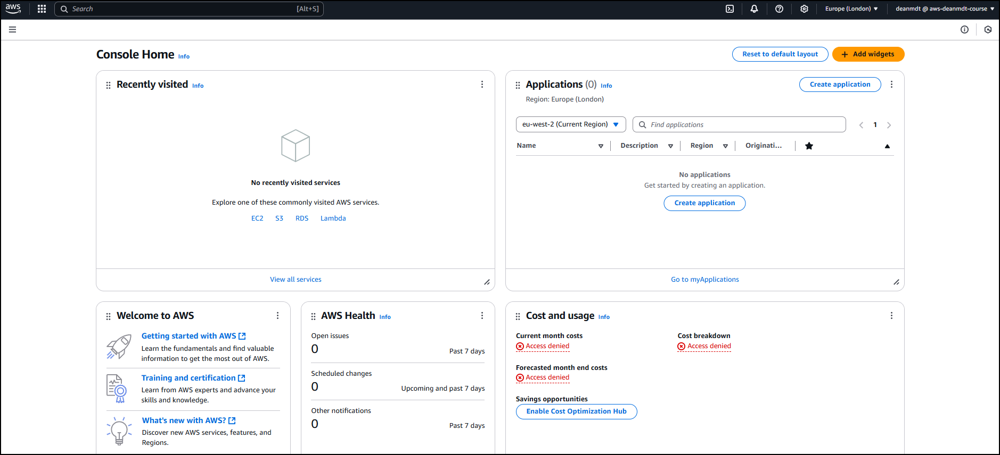 aws
Search [Alt+S]
Europe (London)
deanmdt @ aws-deanmdt-course
Console Home Info
Reset to default layout
Add widgets
Recently visited Info
No recently visited services
Explore one of these commonly visited AWS services.
EC2 S3 RDS Lambda
View all services
Applications (0) Info
Create application
Region: Europe (London)
eu-west-2 (Current Region)
Find applications
1
Name Description Region Originati...
No applications
Get started by creating an application.
Create application
Go to myApplications
Welcome to AWS
Getting started with AWS
Learn the fundamentals and find valuable
information to get the most out of AWS.
Training and certification
Learn from AWS experts and advance your
skills and knowledge.
What's new with AWS?
Discover new AWS services, features, and
Regions.
AWS Health Info
Open issues
0 Past 7 days
Scheduled changes
0 Upcoming and past 7 days
Other notifications
0 Past 7 days
Cost and usage Info
Current month costs
Access denied
Cost breakdown
Access denied
Forecasted month end costs
Access denied
Savings opportunities
Enable Cost Optimization Hub